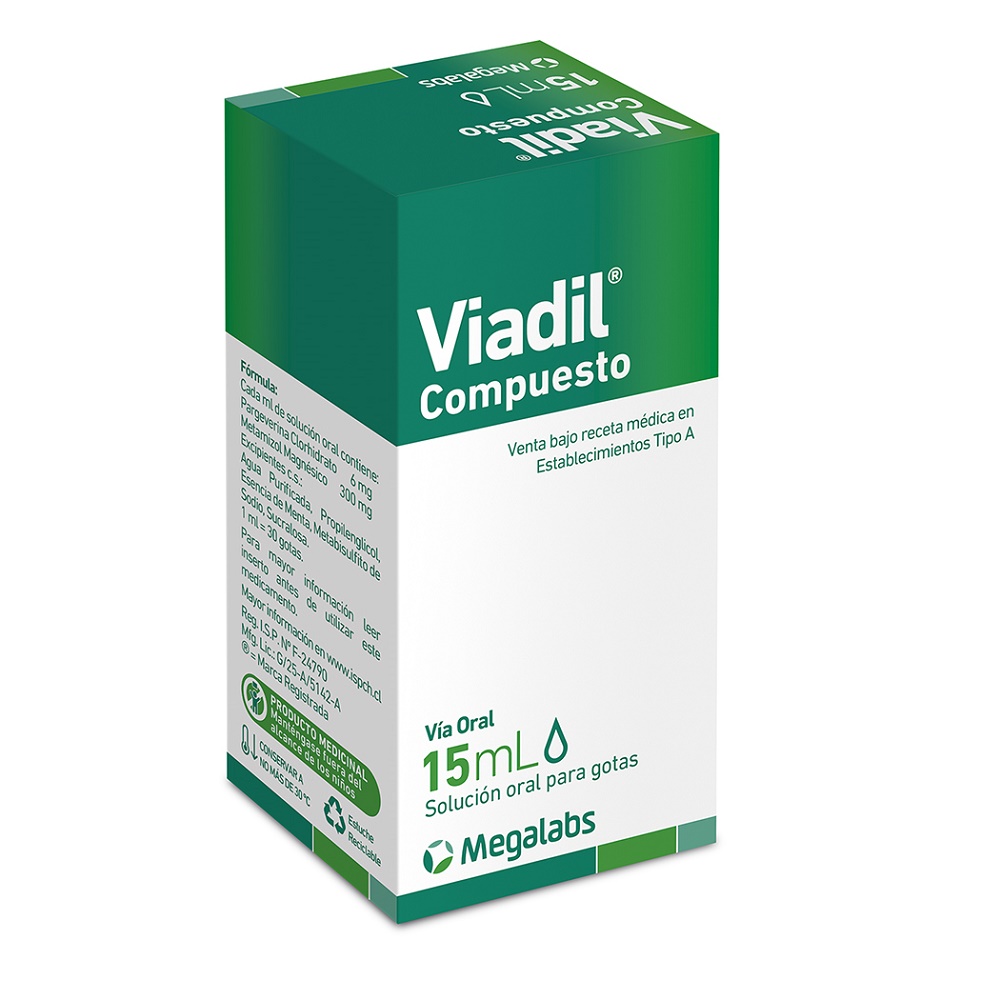 Megalabs
15mL
Compuesto
Viadil®
Viadil®
Compuesto
Venta bajo receta médica en
Establecimientos Tipo A
Vía Oral
15mL
Solución oral para gotas
Megalabs
Fórmula:
Cada ml de solución oral contiene:
Pargeverina Clorhidrato 6 mg
Metamizol Magnésico 300 mg
Excipientes c.s.:
Agua Purificada, Propilenglicol,
Esencia de Menta, Metabisulfito de
Sodio, Sucralosa.
1 ml = 30 gotas.
Para mayor información leer
inserto antes de utilizar este
medicamento.
Mayor información en www.ispch.cl
Reg. I.S.P. Nº F-24790
Mfg. Lic.: G/25-A/5142-A
® = Marca Registrada
PRODUCTO MEDICINAL
Manténgase fuera del
alcance de los niños
CONSERVAR A
NO MÁS DE 30°C
Estuche
Reciclable